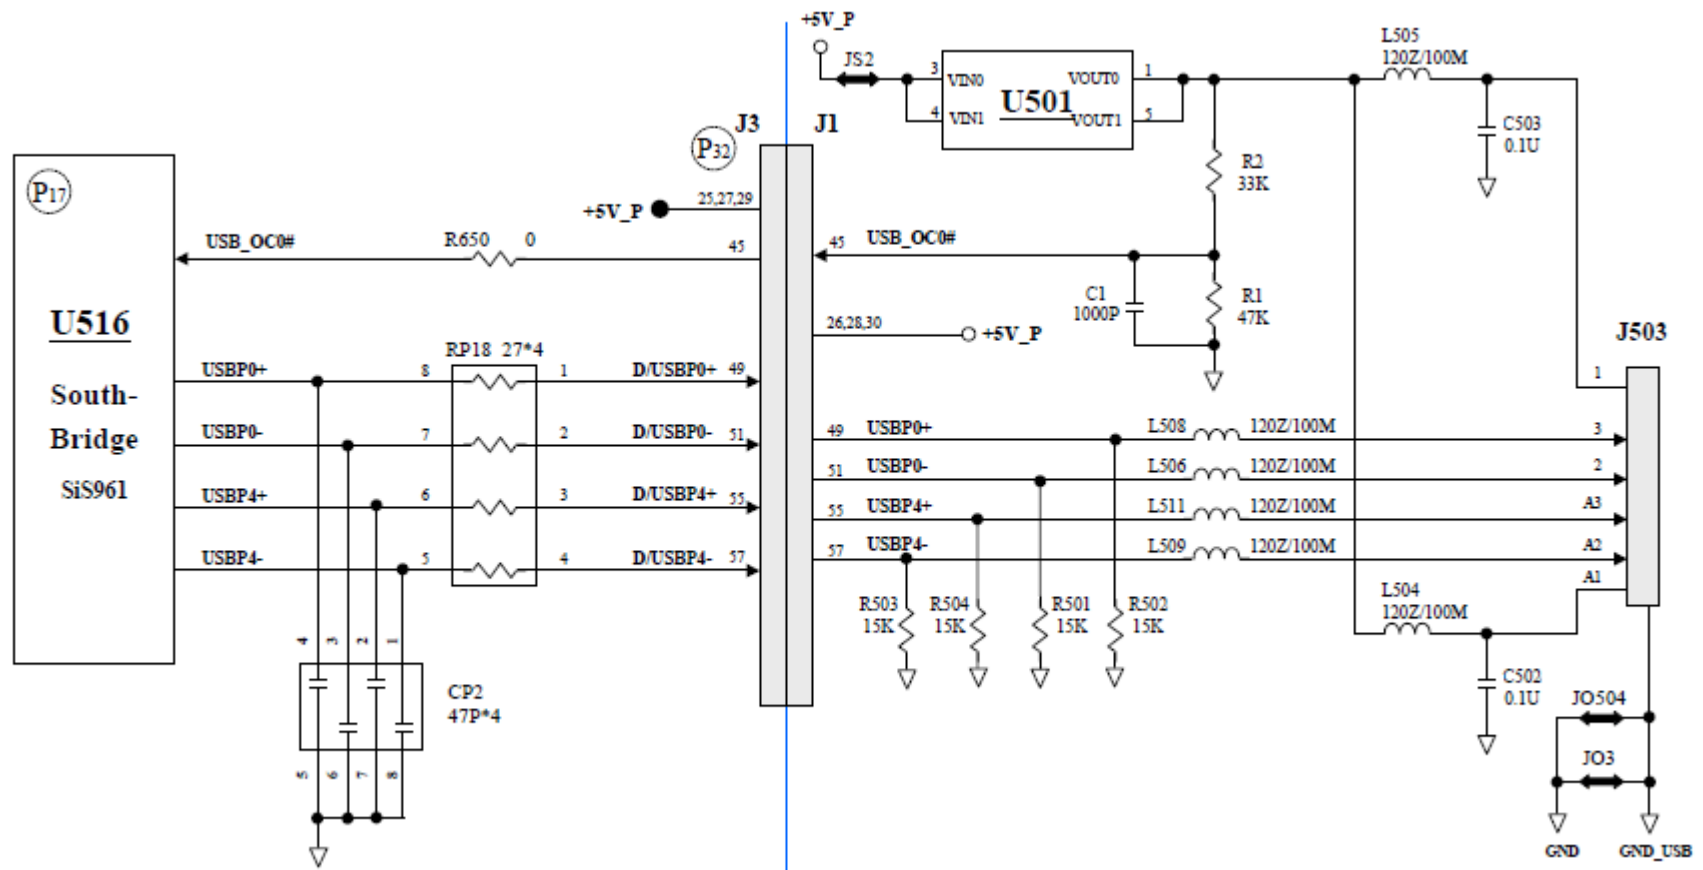 +5V_P
JS2
3
VIN0
VOUT0
1
U501
4
VIN1
VOUT1
5
L505
120Z/100M
C503
0.1U
R2
33K
J3
J1
P32
P17
25,27,29
+5V_P
USB_OC0#
R650
0
45
45
USB_OC0#
C1
1000P
R1
47K
26,28,30
+5V_P
J503
U516
South-
Bridge
SiS961
RP18 27*4
USBP0+
8
1
D/USBP0+
49
USBP0-
7
2
D/USBP0-
51
USBP4+
6
3
D/USBP4+
55
USBP4-
5
4
D/USBP4-
57
1
49
USBP0+
L508
120Z/100M
3
51
USBP0-
L506
120Z/100M
2
55
USBP4+
L511
120Z/100M
A3
57
USBP4-
L509
120Z/100M
A2
A1
L504
120Z/100M
R503
15K
R504
15K
R501
15K
R502
15K
4
3
2
1
CP2
47P*4
5
6
7
8
C502
0.1U
JO504
JO3
GND
GND_USB